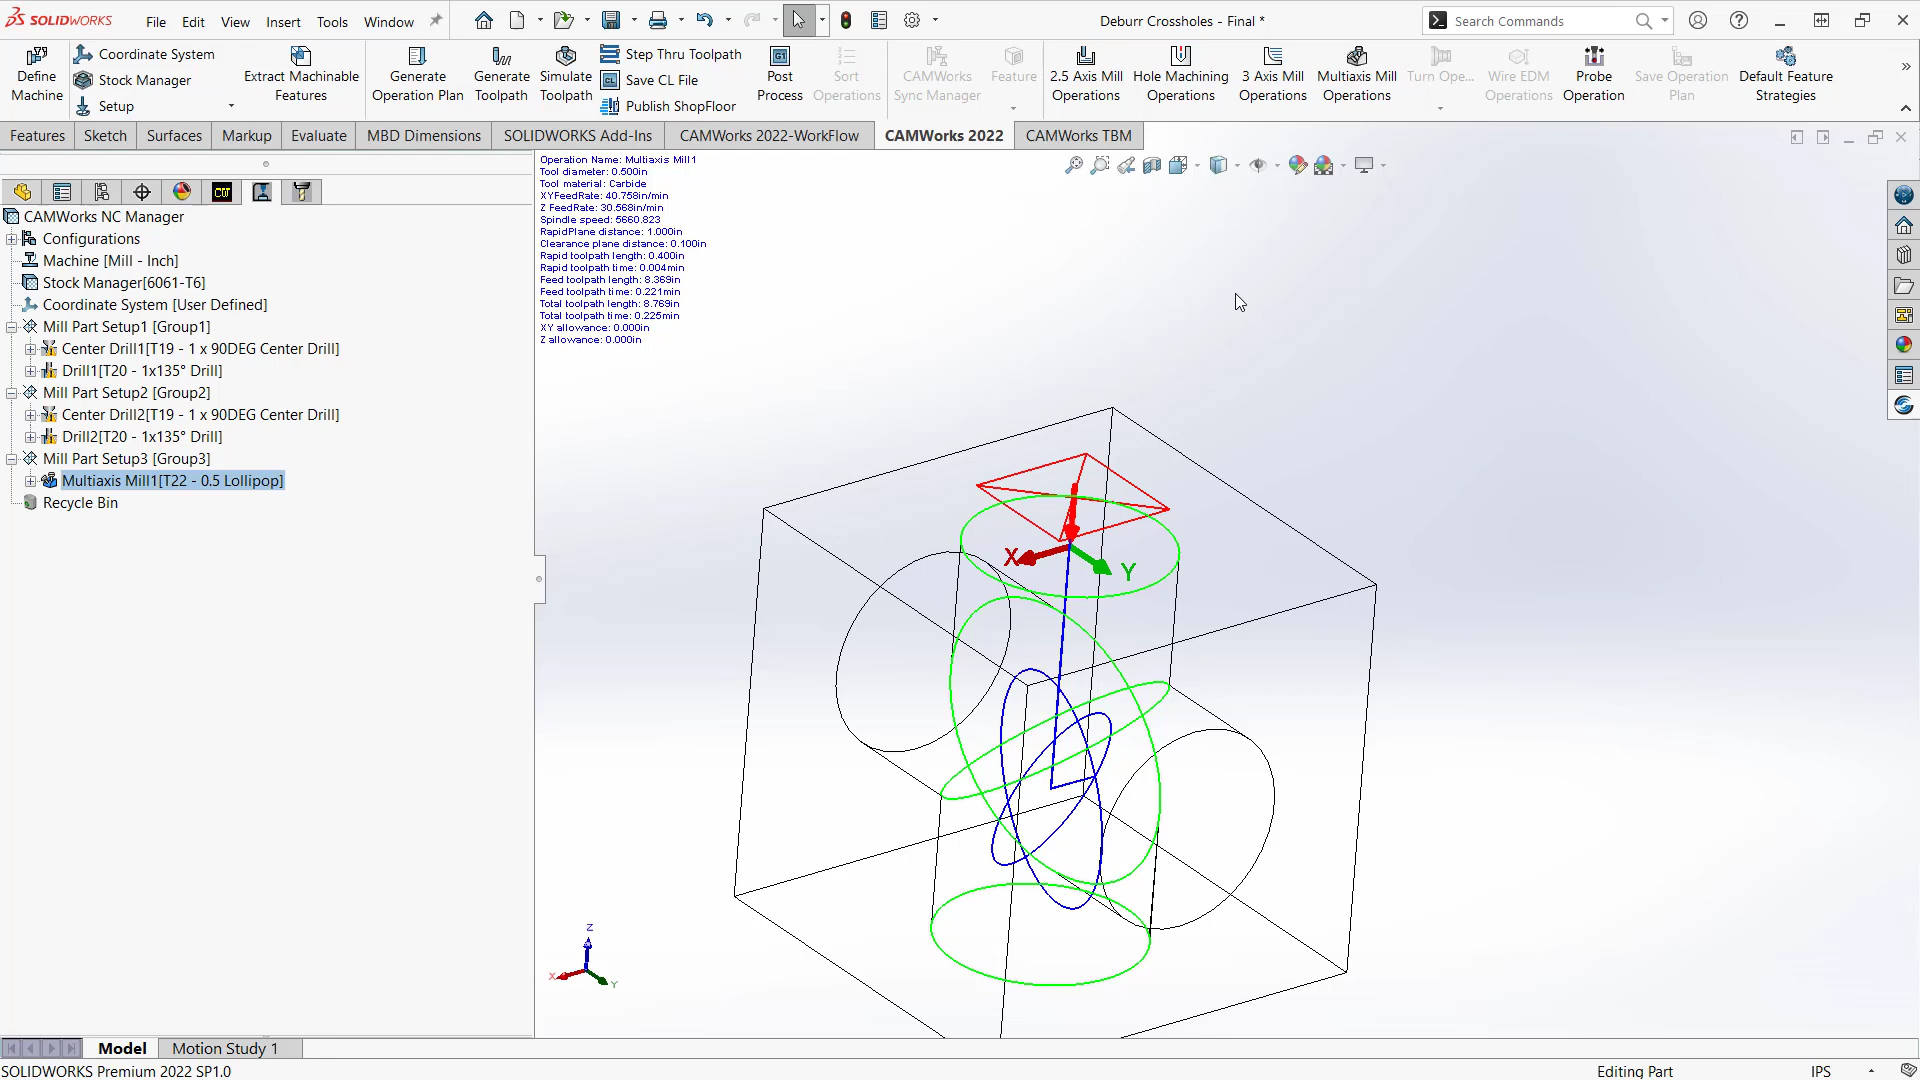 SOLIDWORKS
File Edit View Insert Tools Window
Deburr Crossholes - Final *
Search Commands
Define Machine
Coordinate System
Stock Manager
Setup
Extract Machinable Features
Generate Operation Plan
Generate Toolpath
Simulate Toolpath
Step Thru Toolpath
Save CL File
Publish ShopFloor
Post Process
Sort Operations
CAMWorks Sync Manager
Feature
2.5 Axis Mill Operations
Hole Machining Operations
3 Axis Mill Operations
Multiaxis Mill Operations
Turn Ope...
Wire EDM Operations
Probe Operation
Save Operation Plan
Default Feature Strategies
Features Sketch Surfaces Markup Evaluate MBD Dimensions SOLIDWORKS Add-Ins CAMWorks 2022-WorkFlow CAMWorks 2022 CAMWorks TBM
CAMWorks NC Manager
Configurations
Machine [Mill - Inch]
Stock Manager[6061-T6]
Coordinate System [User Defined]
Mill Part Setup1 [Group1]
Center Drill1[T19 - 1 x 90DEG Center Drill]
Drill1[T20 - 1x135° Drill]
Mill Part Setup2 [Group2]
Center Drill2[T19 - 1 x 90DEG Center Drill]
Drill2[T20 - 1x135° Drill]
Mill Part Setup3 [Group3]
Multiaxis Mill1[T22 - 0.5 Lollipop]
Recycle Bin
Operation Name: Multiaxis Mill1
Tool diameter: 0.500in
Tool material: Carbide
XYFeedRate: 40.758in/min
Z FeedRate: 30.568in/min
Spindle speed: 5660.823
RapidPlane distance: 1.000in
Clearance plane distance: 0.100in
Rapid toolpath length: 0.400in
Rapid toolpath time: 0.004min
Feed toolpath length: 8.369in
Feed toolpath time: 0.221min
Total toolpath length: 8.769in
Total toolpath time: 0.225min
XY allowance: 0.000in
Z allowance: 0.000in
X
Y
Z
X
Y
Model Motion Study 1
SOLIDWORKS Premium 2022 SP1.0
Editing Part
IPS